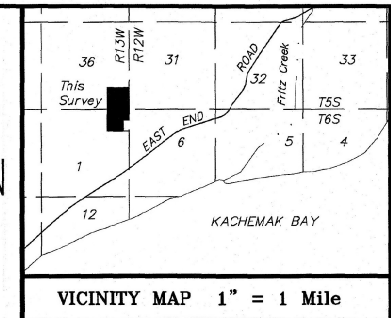 R13W
R12W
36
31
33
This
Survey
ROAD
32
Fritz Creek
T5S
T6S
EAST END
6
5
4
1
12
KACHEMAK BAY
VICINITY MAP 1" = 1 Mile